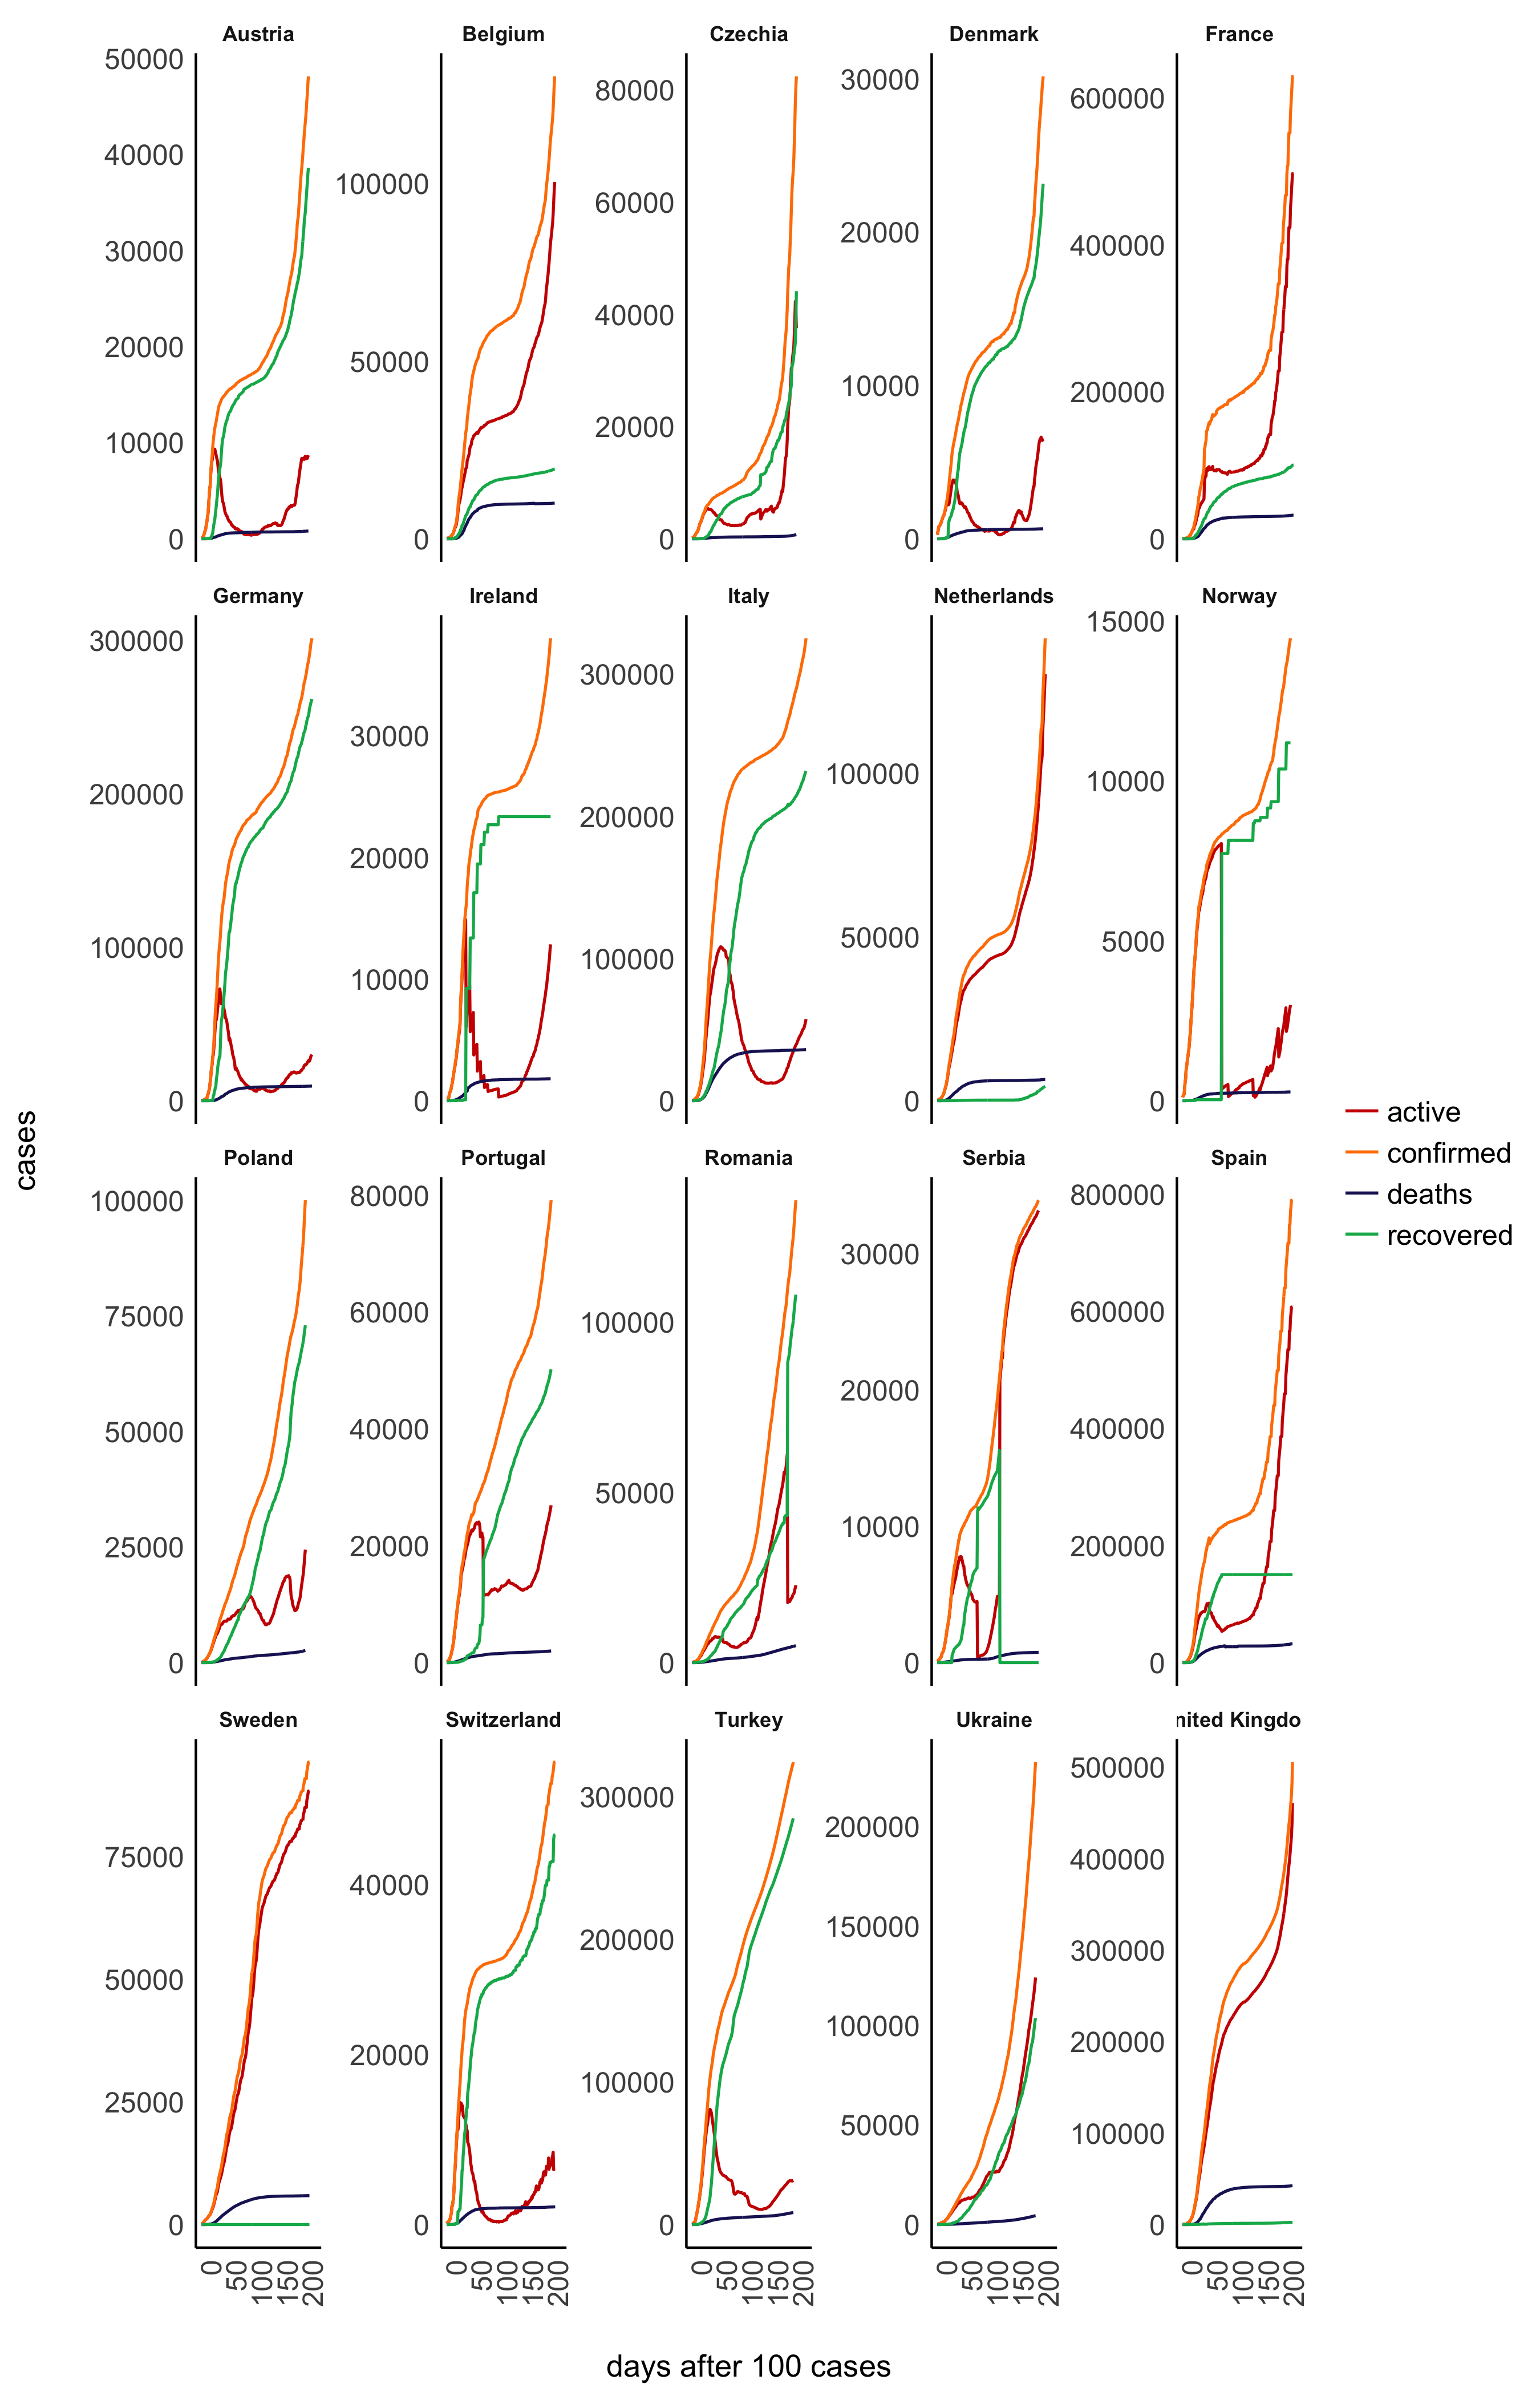 Austria Belgium Czechia Denmark France
50000 40000 30000 20000 10000 0
100000 50000 0
80000 60000 40000 20000 0
30000 20000 10000 0
600000 400000 200000 0
Germany Ireland Italy Netherlands Norway
300000 200000 100000 0
30000 20000 10000 0
300000 200000 100000 0
100000 50000 0
15000 10000 5000 0
cases
active
confirmed
deaths
recovered
Poland Portugal Romania Serbia Spain
100000 75000 50000 25000 0
80000 60000 40000 20000 0
100000 50000 0
30000 20000 10000 0
800000 600000 400000 200000 0
Sweden Switzerland Turkey Ukraine nited Kingdo
75000 50000 25000 0
40000 20000 0
300000 200000 100000 0
200000 150000 100000 50000 0
500000 400000 300000 200000 100000 0
0 50 100 150 200
0 50 100 150 200
0 50 100 150 200
0 50 100 150 200
0 50 100 150 200
days after 100 cases